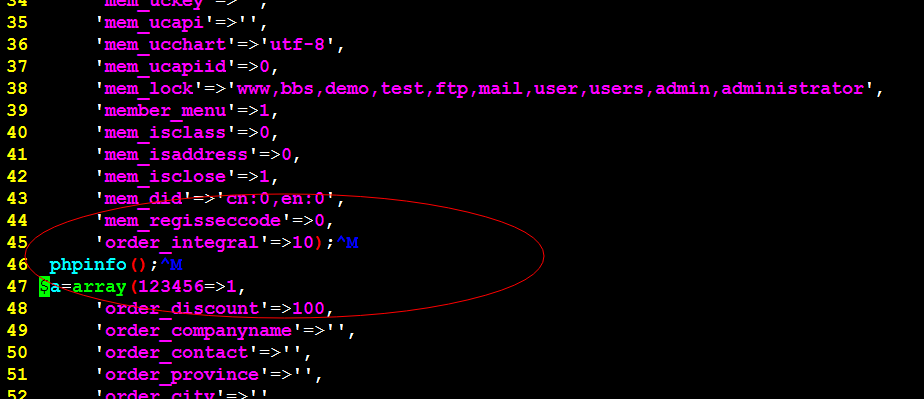 34 'mem_uckey'=>'',
35 'mem_ucapi'=>'',
36 'mem_ucchart'=>'utf-8',
37 'mem_ucapiid'=>0,
38 'mem_lock'=>'www,bbs,demo,test,ftp,mail,user,users,admin,administrator',
39 'member_menu'=>1,
40 'mem_isclass'=>0,
41 'mem_isaddress'=>0,
42 'mem_isclose'=>1,
43 'mem_did'=>'cn:0,en:0',
44 'mem_regisseccode'=>0,
45 'order_integral'=>10);^M
46 phpinfo();^M
47 $a=array(123456=>1,
48 'order_discount'=>100,
49 'order_companyname'=>'',
50 'order_contact'=>'',
51 'order_province'=>'',
52 'order_city'=>''